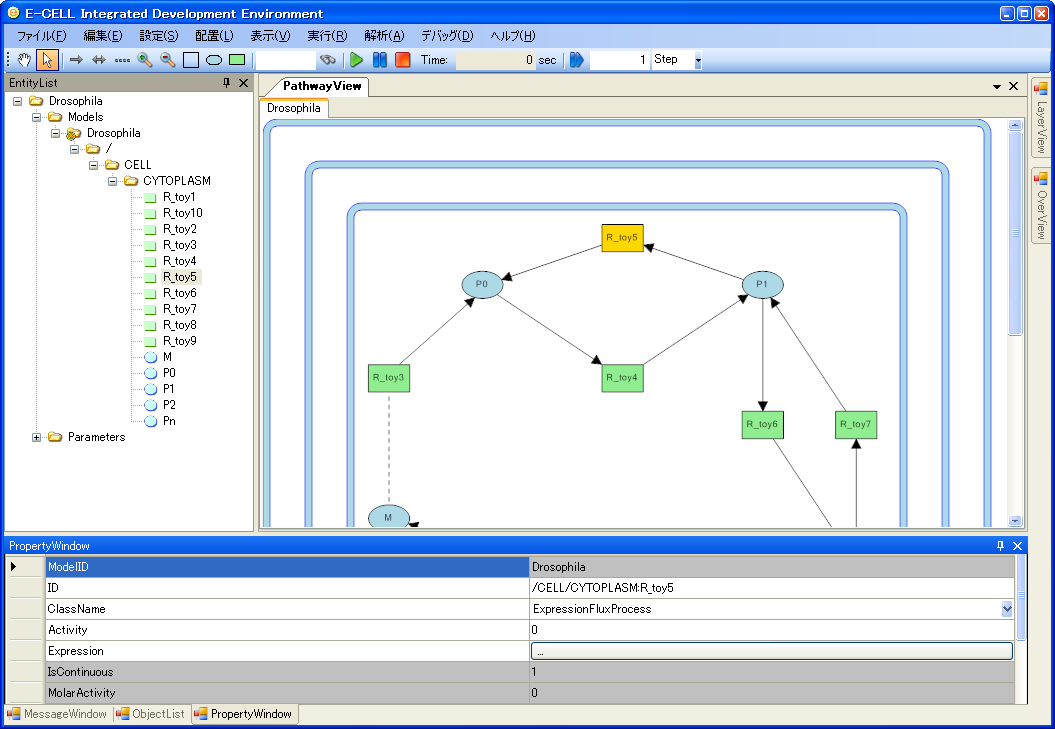 E-CELL Integrated Development Environment
ファイル(F) 編集(E) 設定(S) 配置(L) 表示(V) 実行(R) 解析(A) デバッグ(D) ヘルプ(H)
Time: 0 sec 1 Step
EntityList
Drosophila
Models
Drosophila
/
CELL
CYTOPLASM
R_toy1
R_toy10
R_toy2
R_toy3
R_toy4
R_toy5
R_toy6
R_toy7
R_toy8
R_toy9
M
P0
P1
P2
Pn
Parameters
PathwayView
Drosophila
R_toy5
P0
P1
R_toy3
R_toy4
R_toy6
R_toy7
M
LayerView
OverView
PropertyWindow
ModelID Drosophila
ID /CELL/CYTOPLASM:R_toy5
ClassName ExpressionFluxProcess
Activity 0
Expression ...
IsContinuous 1
MolarActivity 0
MessageWindow ObjectList PropertyWindow